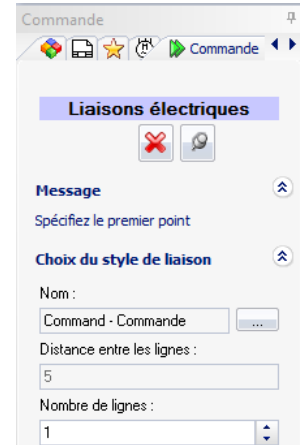 Commande
Commande
Liaisons électriques
Message
Spécifiez le premier point
Choix du style de liaison
Nom :
Command - Commande
...
Distance entre les lignes :
5
Nombre de lignes :
1